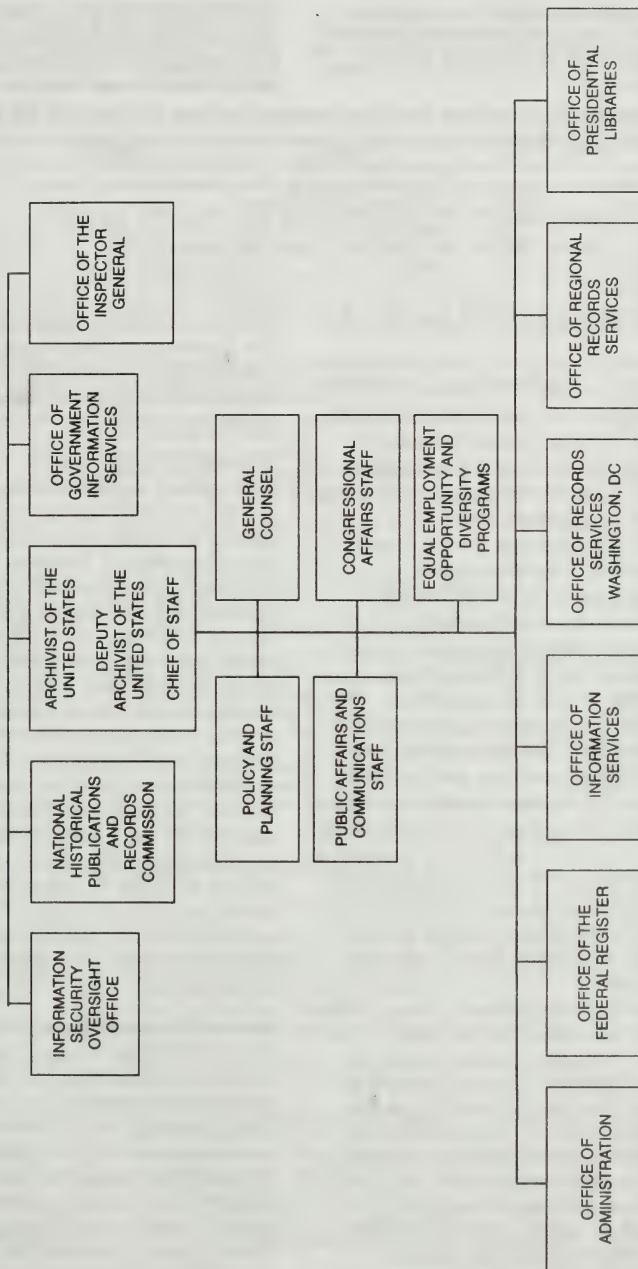 INFORMATION
SECURITY
OVERSIGHT
OFFICE
NATIONAL
HISTORICAL
PUBLICATIONS
AND
RECORDS
COMMISSION
ARCHIVIST OF THE
UNITED STATES
DEPUTY
ARCHIVIST OF THE
UNITED STATES
CHIEF OF STAFF
OFFICE OF
GOVERNMENT
INFORMATION
SERVICES
OFFICE OF THE
INSPECTOR
GENERAL
POLICY AND
PLANNING STAFF
GENERAL
COUNSEL
PUBLIC AFFAIRS AND
COMMUNICATIONS
STAFF
CONGRESSIONAL
AFFAIRS STAFF
EQUAL EMPLOYMENT
OPPORTUNITY AND
DIVERSITY
PROGRAMS
OFFICE OF
ADMINISTRATION
OFFICE OF THE
FEDERAL REGISTER
OFFICE OF
INFORMATION
SERVICES
OFFICE OF RECORDS
SERVICES
WASHINGTON, DC
OFFICE OF REGIONAL
RECORDS
SERVICES
OFFICE OF
PRESIDENTIAL
LIBRARIES